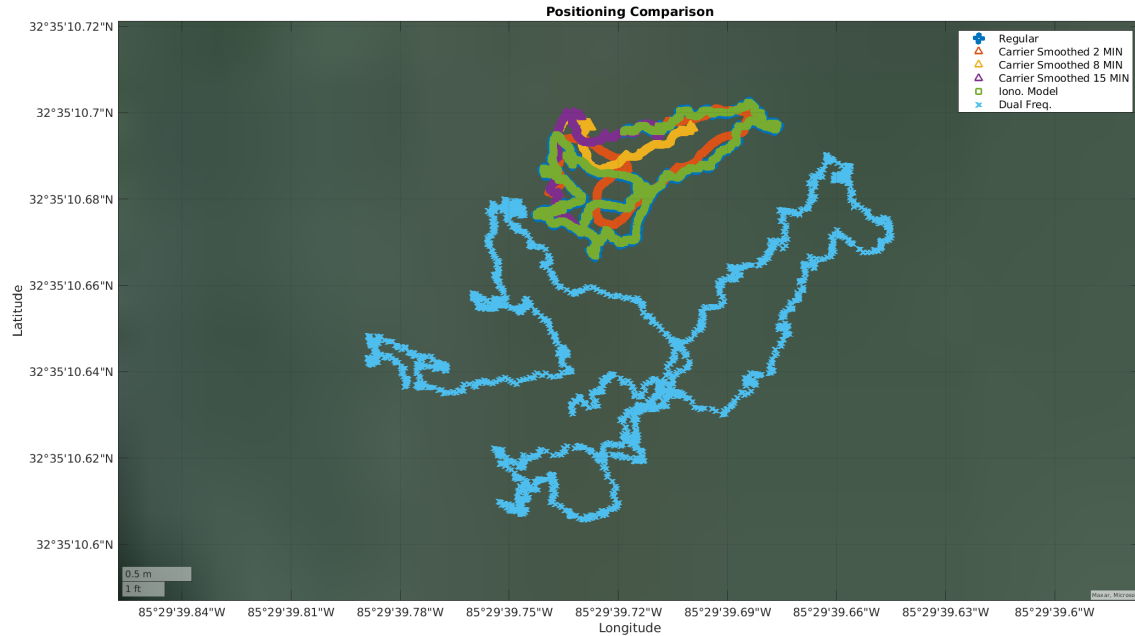 Positioning Comparison
32°35'10.72"N
32°35'10.7"N
32°35'10.68"N
32°35'10.66"N
32°35'10.64"N
32°35'10.62"N
32°35'10.6"N
Latitude
Regular
Carrier Smoothed 2 MIN
Carrier Smoothed 8 MIN
Carrier Smoothed 15 MIN
Iono. Model
Dual Freq.
0.5 m
1 ft
Maxar, Microso
85°29'39.84"W 85°29'39.81"W 85°29'39.78"W 85°29'39.75"W 85°29'39.72"W 85°29'39.69"W 85°29'39.66"W 85°29'39.63"W 85°29'39.6"W
Longitude